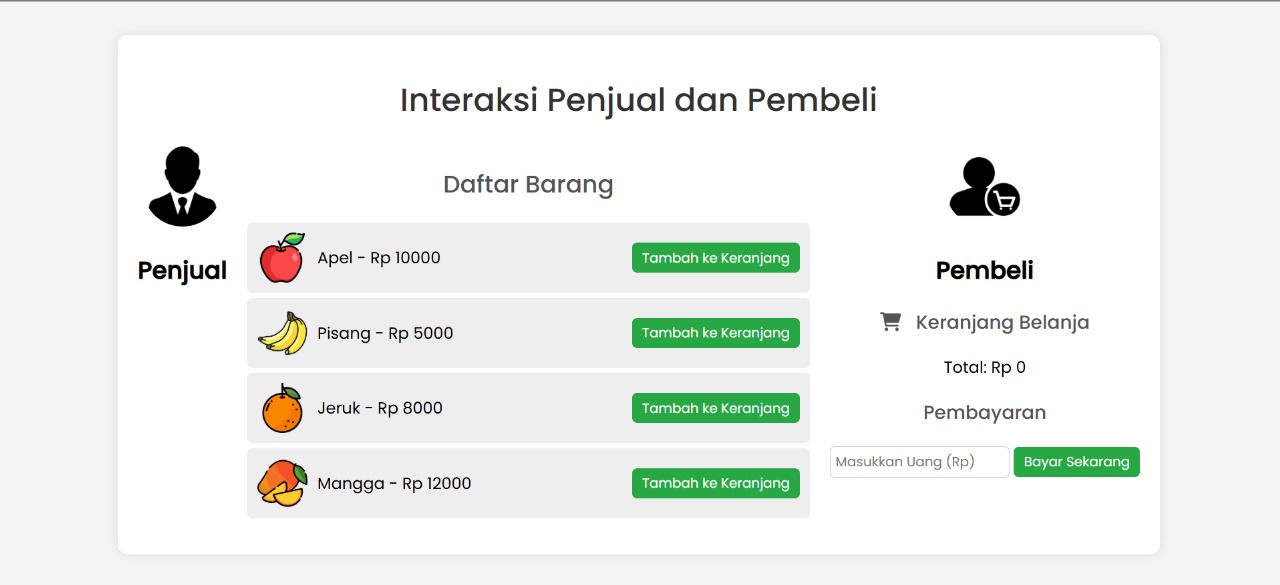 Interaksi Penjual dan Pembeli
Penjual
Daftar Barang
Apel - Rp 10000
Tambah ke Keranjang
Pisang - Rp 5000
Tambah ke Keranjang
Jeruk - Rp 8000
Tambah ke Keranjang
Mangga - Rp 12000
Tambah ke Keranjang
Pembeli
Keranjang Belanja
Total: Rp 0
Pembayaran
Masukkan Uang (Rp)
Bayar Sekarang